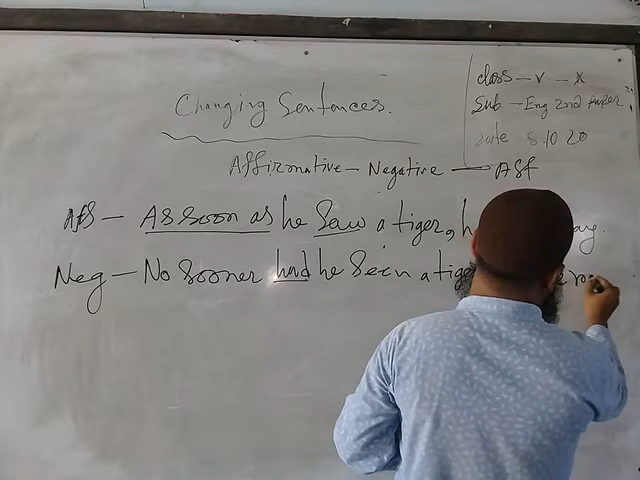 class - V - X
Sub - Eng 2nd Paper
Date 8.10.20
Changing Sentences.
Affirmative - Negative - Aff
Aff - As soon as he saw a tiger, h ay.
Neg - No sooner had he seen a tige